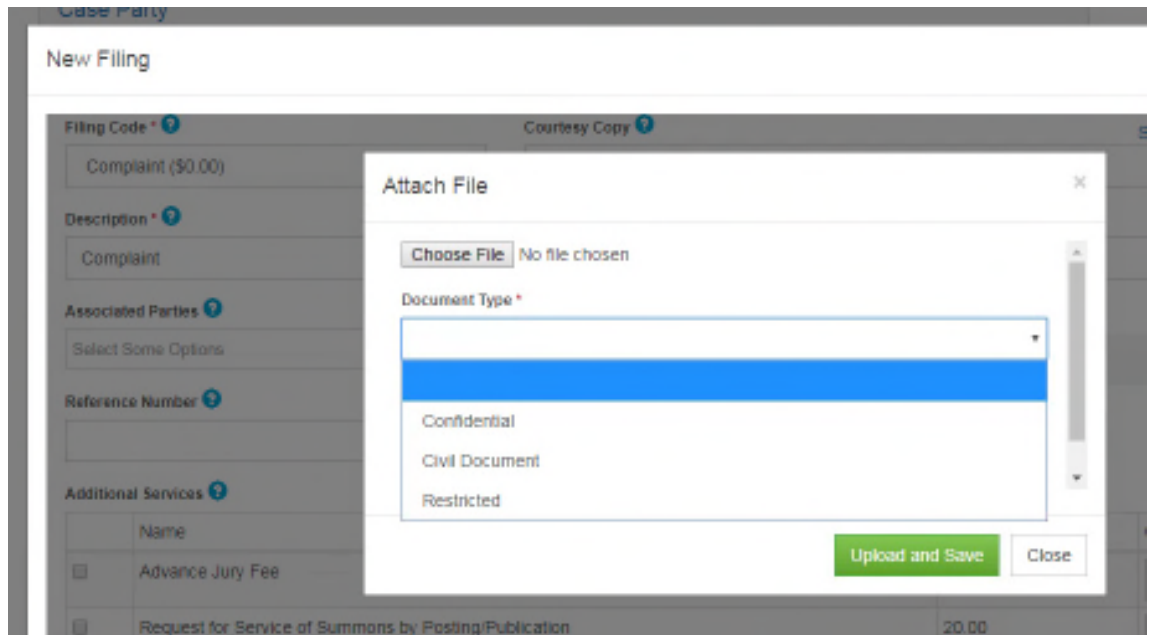 Case Party
New Filing
Filing Code * ?
Courtesy Copy ?
S
Complaint ($0.00)
Attach File
×
Description * ?
Choose File No file chosen
Complaint
Document Type *
Associated Parties ?
Select Some Options
Reference Number ?
Confidential
Civil Document
Additional Services ?
Restricted
Name
Upload and Save
Close
Advance Jury Fee
Request for Service of Summons by Posting/Publication 20.00